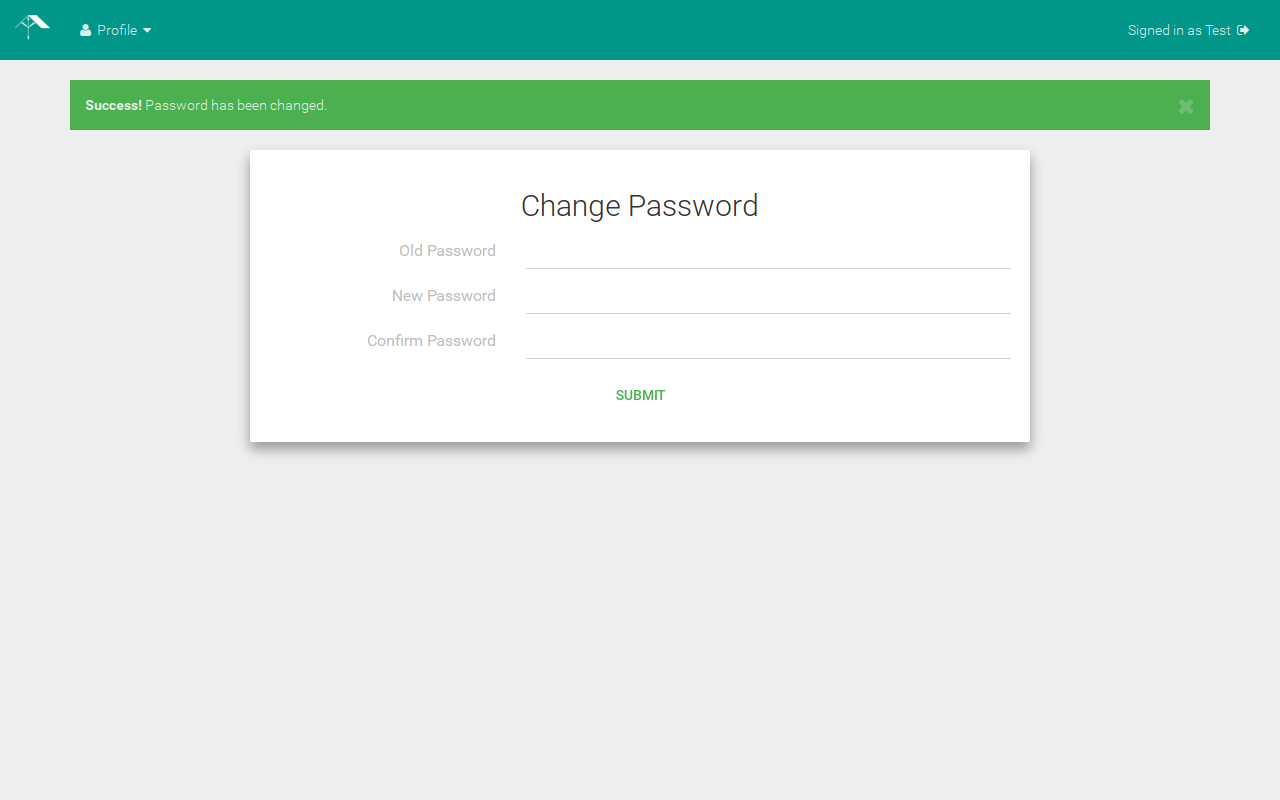 Profile
Signed in as Test
Success! Password has been changed.
Change Password
Old Password
New Password
Confirm Password
SUBMIT